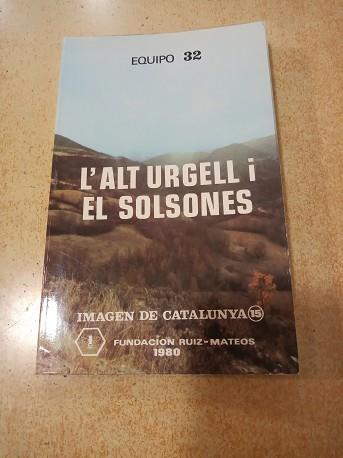 EQUIPO 32
L'ALT URGELL i
EL SOLSONES
IMAGEN DE CATALUNYA 15
FUNDACION RUIZ-MATEOS
1980